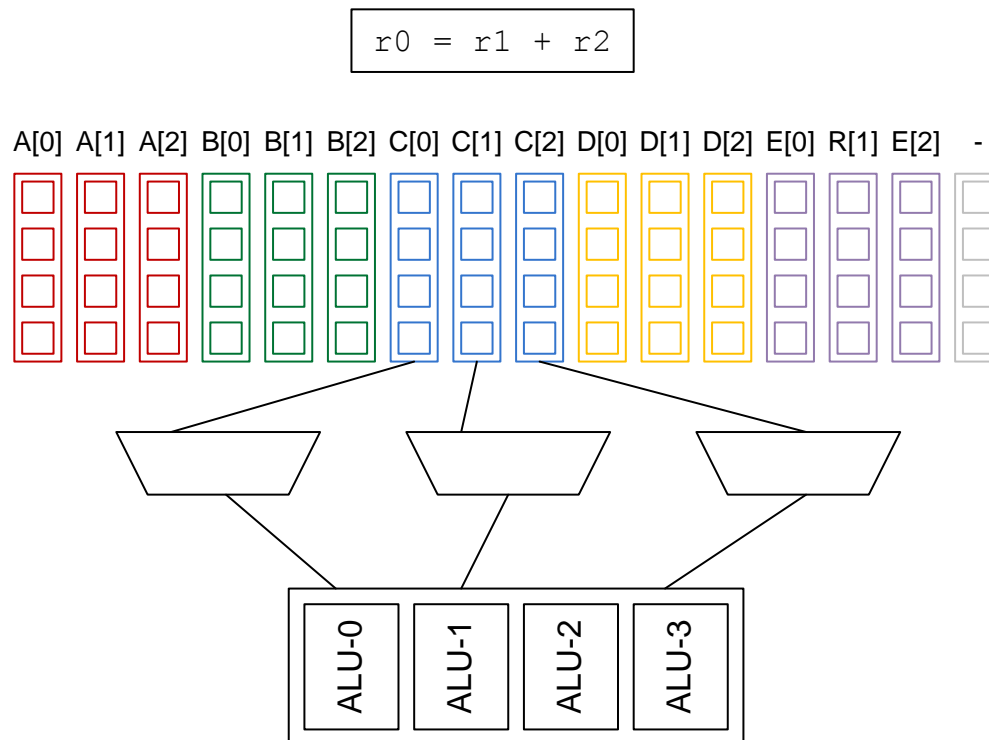 r0 = r1 + r2
A[0] A[1] A[2] B[0] B[1] B[2] C[0] C[1] C[2] D[0] D[1] D[2] E[0] R[1] E[2] -
ALU-0 ALU-1 ALU-2 ALU-3